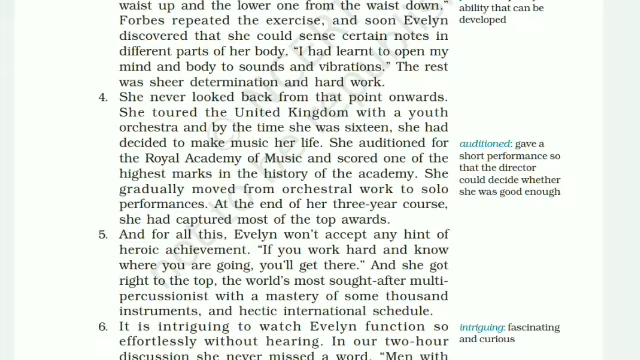 waist up and the lower one from the waist down."
Forbes repeated the exercise, and soon Evelyn
discovered that she could sense certain notes in
different parts of her body. "I had learnt to open my
mind and body to sounds and vibrations." The rest
was sheer determination and hard work.
4. She never looked back from that point onwards.
She toured the United Kingdom with a youth
orchestra and by the time she was sixteen, she had
decided to make music her life. She auditioned for
the Royal Academy of Music and scored one of the
highest marks in the history of the academy. She
gradually moved from orchestral work to solo
performances. At the end of her three-year course,
she had captured most of the top awards.
5. And for all this, Evelyn won't accept any hint of
heroic achievement. "If you work hard and know
where you are going, you'll get there." And she got
right to the top, the world's most sought-after multi-
percussionist with a mastery of some thousand
instruments, and hectic international schedule.
6. It is intriguing to watch Evelyn function so
effortlessly without hearing. In our two-hour
discussion she never missed a word. "Men with
ability that can be
developed
auditioned: gave a
short performance so
that the director
could decide whether
she was good enough
intriguing: fascinating
and curious